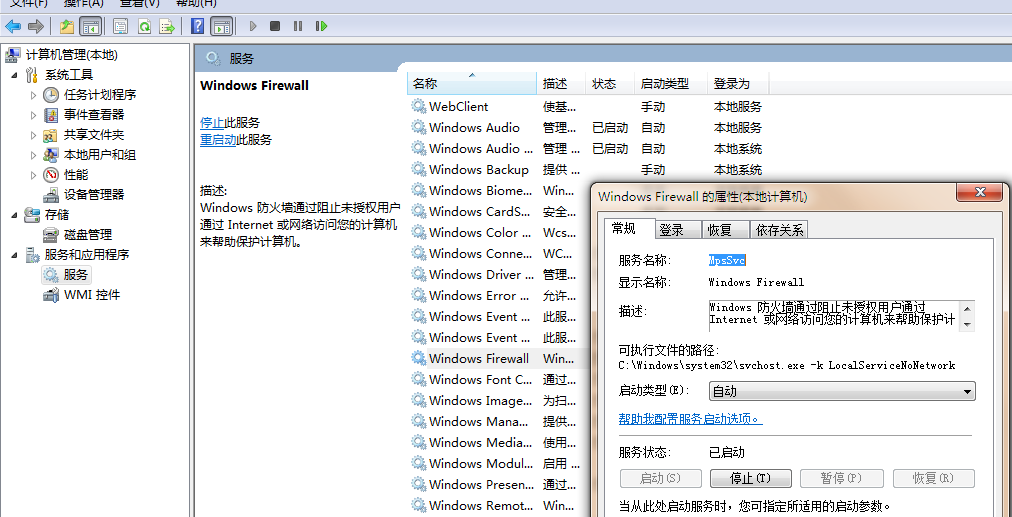 文件(F) 操作(A) 查看(V) 帮助(H)
计算机管理(本地)
系统工具
任务计划程序
事件查看器
共享文件夹
本地用户和组
性能
设备管理器
存储
磁盘管理
服务和应用程序
服务
WMI 控件
服务
Windows Firewall
停止此服务
重启动此服务
描述:
Windows 防火墙通过阻止未授权用户
通过 Internet 或网络访问您的计算机
来帮助保护计算机。
名称 描述 状态 启动类型 登录为
WebClient 使基... 手动 本地服务
Windows Audio 管理... 已启动 自动 本地服务
Windows Audio ... 管理 ... 已启动 自动 本地系统
Windows Backup 提供 ... 手动 本地系统
Windows Biome... Win...
Windows CardS... 安全...
Windows Color ... Wcs...
Windows Conne... WC...
Windows Driver ... 管理...
Windows Error ... 允许...
Windows Event ... 此服...
Windows Event ... 此服...
Windows Firewall Win...
Windows Font C... 通过...
Windows Image... 为扫...
Windows Mana... 提供...
Windows Media... 使用...
Windows Modul... 启用 ...
Windows Presen... 通过...
Windows Remot... Win...
Windows Firewall 的属性(本地计算机)
常规 登录 恢复 依存关系
服务名称: MpsSvc
显示名称: Windows Firewall
描述: Windows 防火墙通过阻止未授权用户通过
Internet 或网络访问您的计算机来帮助保护计
可执行文件的路径:
C:\Windows\system32\svchost.exe -k LocalServiceNoNetwork
启动类型(E): 自动
帮助我配置服务启动选项。
服务状态: 已启动
启动(S) 停止(T) 暂停(P) 恢复(R)
当从此处启动服务时，您可指定所适用的启动参数。